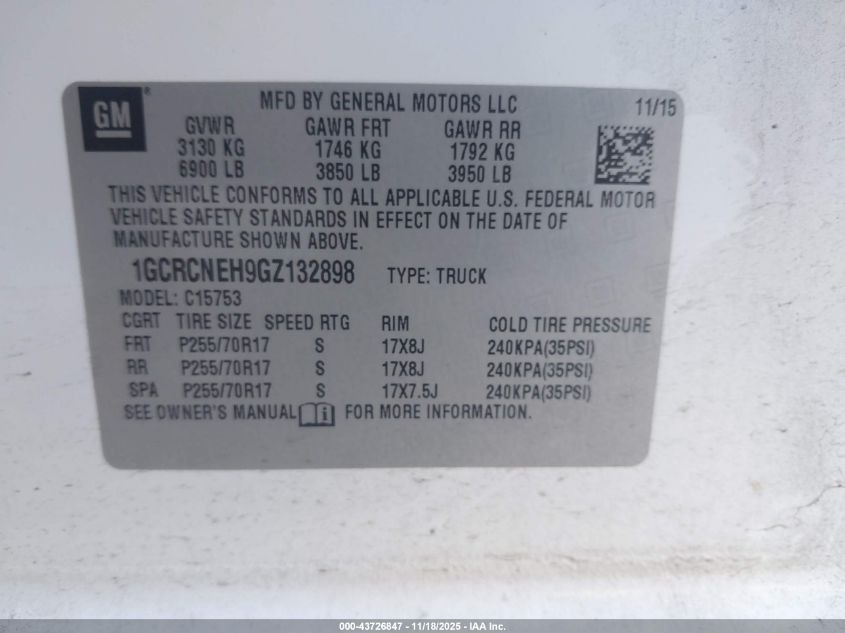 GM ®
MFD BY GENERAL MOTORS LLC 11/15
GVWR GAWR FRT GAWR RR
3130 KG 1746 KG 1792 KG
6900 LB 3850 LB 3950 LB
THIS VEHICLE CONFORMS TO ALL APPLICABLE U.S. FEDERAL MOTOR
VEHICLE SAFETY STANDARDS IN EFFECT ON THE DATE OF
MANUFACTURE SHOWN ABOVE.
1GCRCNEH9GZ132898 TYPE: TRUCK
MODEL: C15753
CGRT TIRE SIZE SPEED RTG RIM COLD TIRE PRESSURE
FRT P255/70R17 S 17X8J 240KPA(35PSI)
RR P255/70R17 S 17X8J 240KPA(35PSI)
SPA P255/70R17 S 17X7.5J 240KPA(35PSI)
SEE OWNER'S MANUAL i FOR MORE INFORMATION.
000-43726847 - 11/18/2025 - IAA Inc.